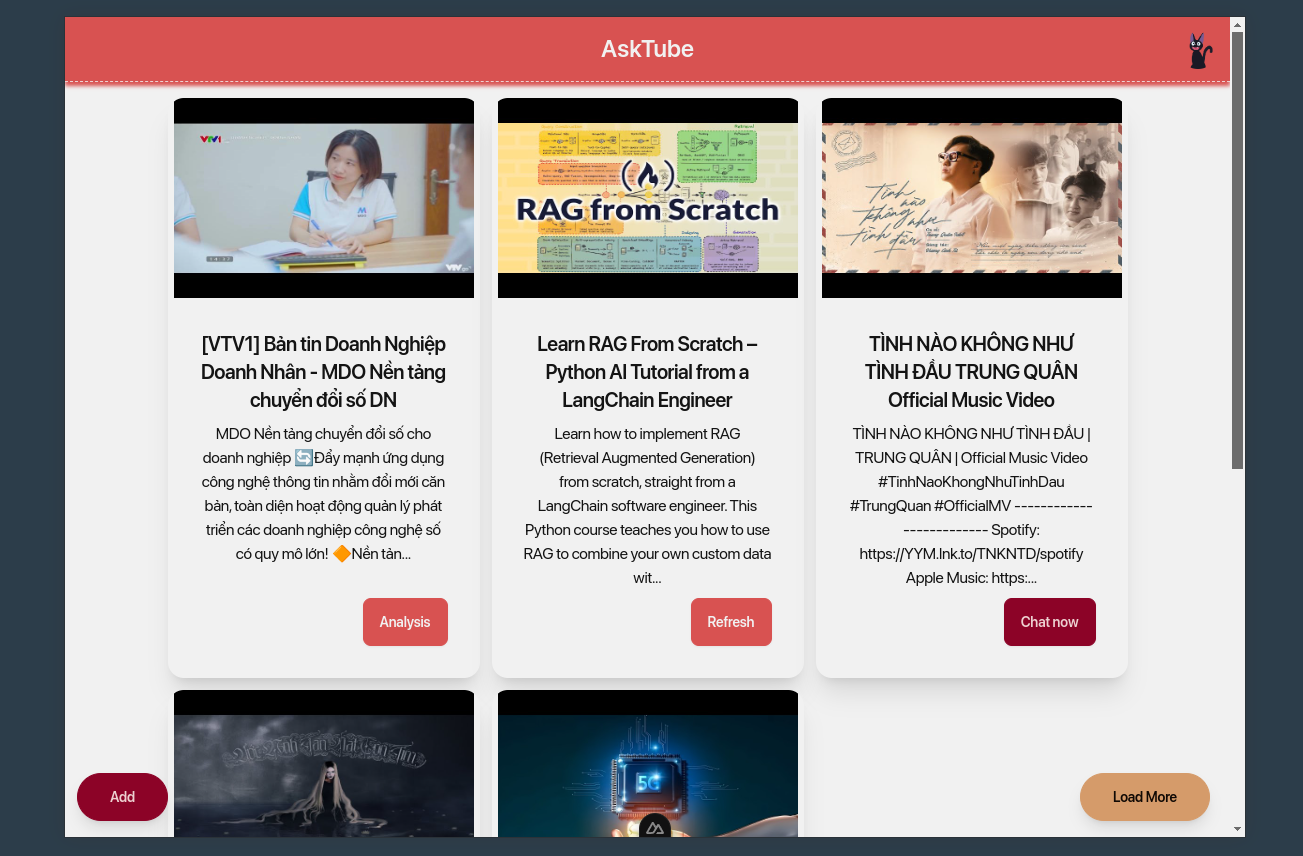 AskTube
VTV1
VTV
RAG from Scratch
Tình nào
không như
tình đầu
[VTV1] Bản tin Doanh Nghiệp
Doanh Nhân - MDO Nền tảng
chuyển đổi số DN
MDO Nền tảng chuyển đổi số cho
doanh nghiệp 🔄Đẩy mạnh ứng dụng
công nghệ thông tin nhằm đổi mới căn
bản, toàn diện hoạt động quản lý phát
triển các doanh nghiệp công nghệ số
có quy mô lớn! 🔶Nền tản...
Analysis
Learn RAG From Scratch –
Python AI Tutorial from a
LangChain Engineer
Learn how to implement RAG
(Retrieval Augmented Generation)
from scratch, straight from a
LangChain software engineer. This
Python course teaches you how to use
RAG to combine your own custom data
wit...
Refresh
TÌNH NÀO KHÔNG NHƯ
TÌNH ĐẦU TRUNG QUÂN
Official Music Video
TÌNH NÀO KHÔNG NHƯ TÌNH ĐẦU |
TRUNG QUÂN | Official Music Video
#TinhNaoKhongNhuTinhDau
#TrungQuan #OfficialMV ------------
------------- Spotify:
https://YYM.lnk.to/TNKNTD/spotify
Apple Music: https:...
Chat now
5G
Add
Load More